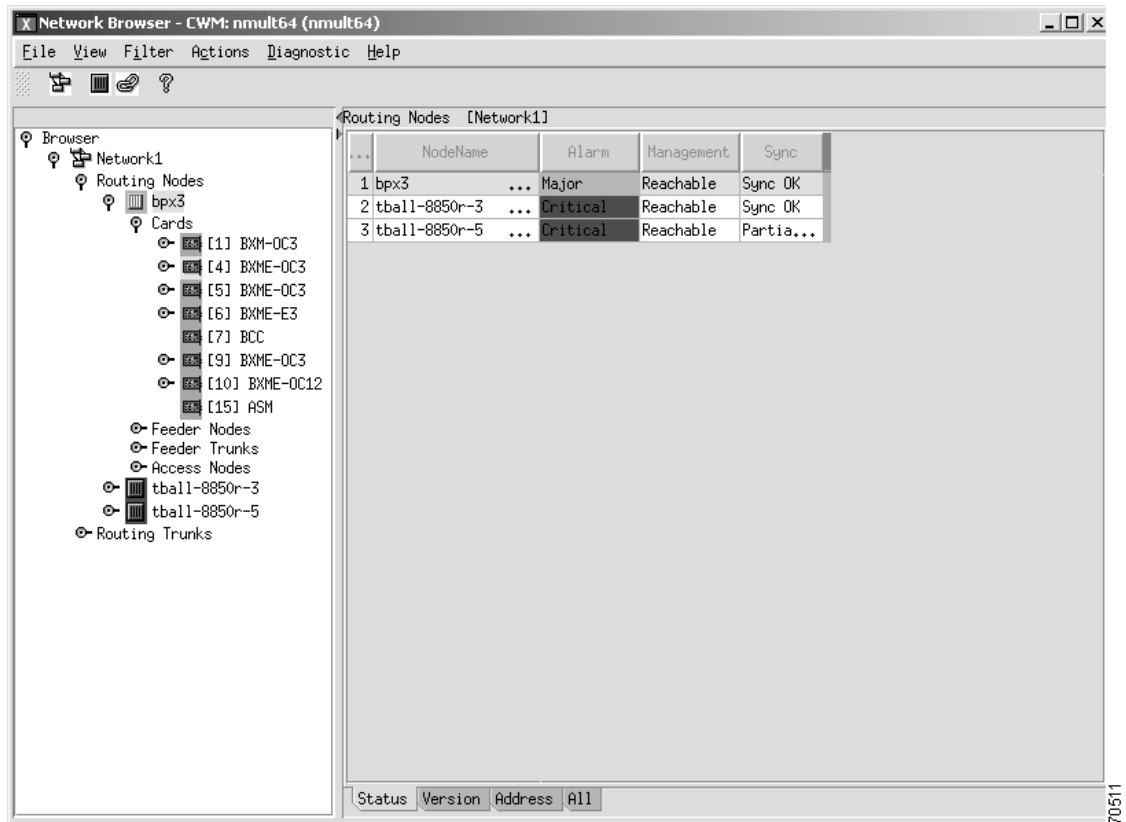 X Network Browser - CWM: nmult64 (nmult64)
File View Filter Actions Diagnostic Help
Routing Nodes [Network1]
Browser
Network1
Routing Nodes
bpx3
Cards
[1] BXM-OC3
[4] BXME-OC3
[5] BXME-OC3
[6] BXME-E3
[7] BCC
[9] BXME-OC3
[10] BXME-OC12
[15] ASM
Feeder Nodes
Feeder Trunks
Access Nodes
tball-8850r-3
tball-8850r-5
Routing Trunks
... NodeName Alarm Management Sync
1 bpx3 ... Major Reachable Sync OK
2 tball-8850r-3 ... Critical Reachable Sync OK
3 tball-8850r-5 ... Critical Reachable Partia...
Status Version Address All
70511